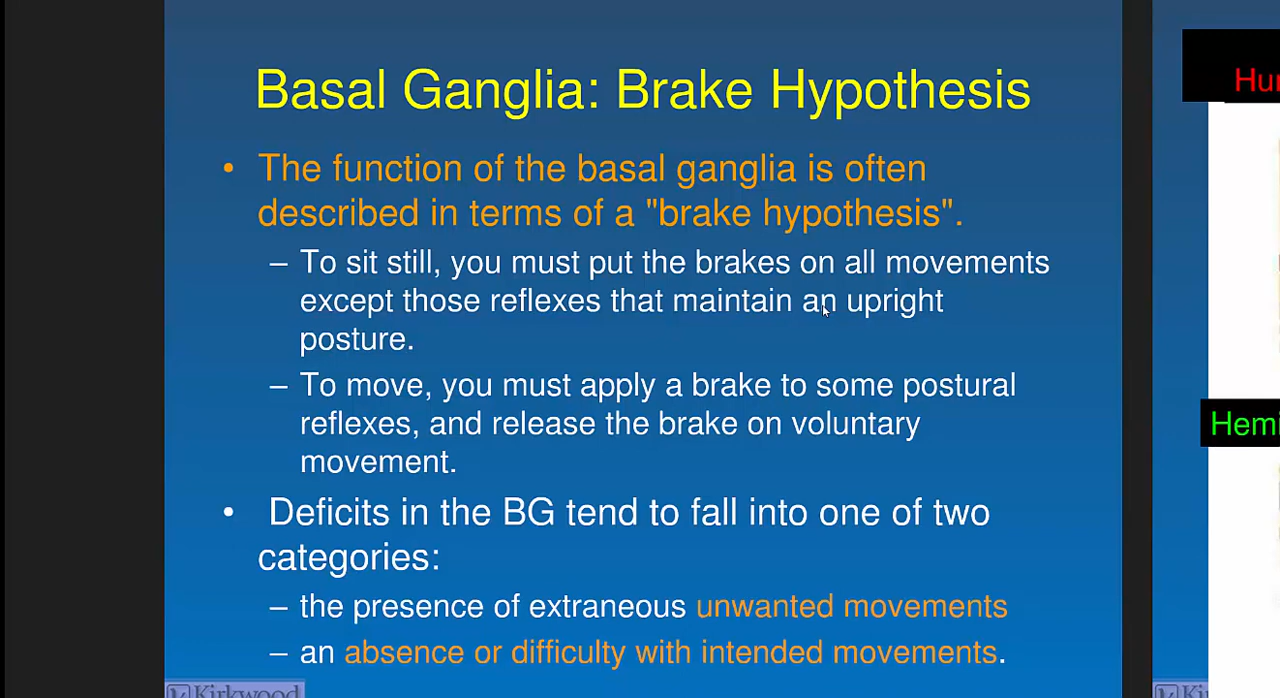 Basal Ganglia: Brake Hypothesis
• The function of the basal ganglia is often
described in terms of a "brake hypothesis".
– To sit still, you must put the brakes on all movements
except those reflexes that maintain an upright
posture.
– To move, you must apply a brake to some postural
reflexes, and release the brake on voluntary
movement.
• Deficits in the BG tend to fall into one of two
categories:
– the presence of extraneous unwanted movements
– an absence or difficulty with intended movements.
Kirkwood
Hun
Hemi
Ki